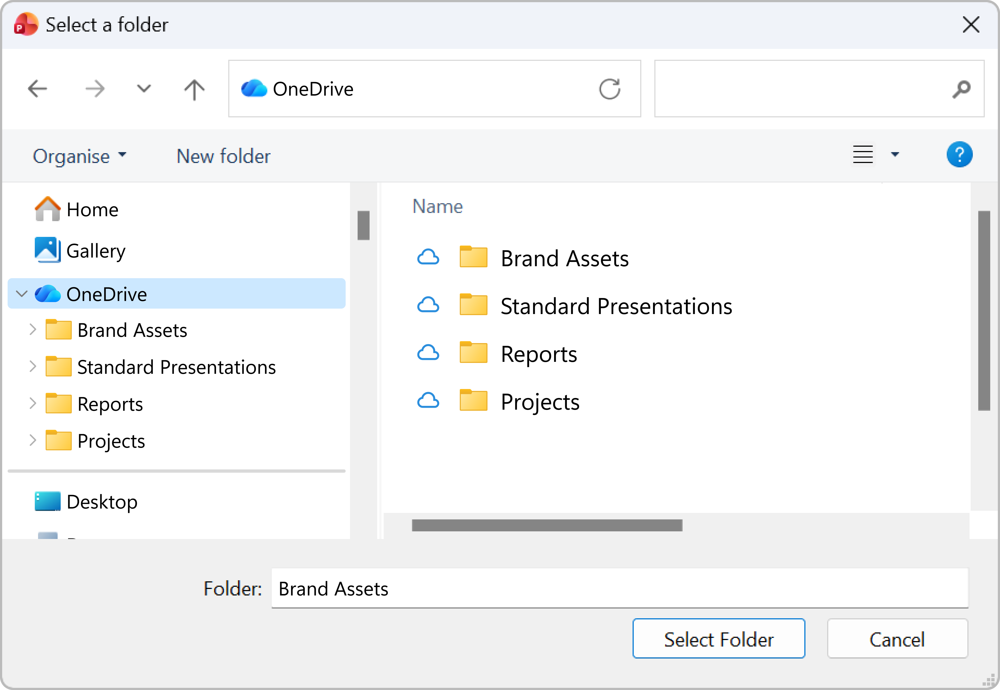 Select a folder
OneDrive
Organise
New folder
?
Home
Gallery
OneDrive
Brand Assets
Standard Presentations
Reports
Projects
Desktop
Name
Brand Assets
Standard Presentations
Reports
Projects
Folder:
Brand Assets
Select Folder
Cancel